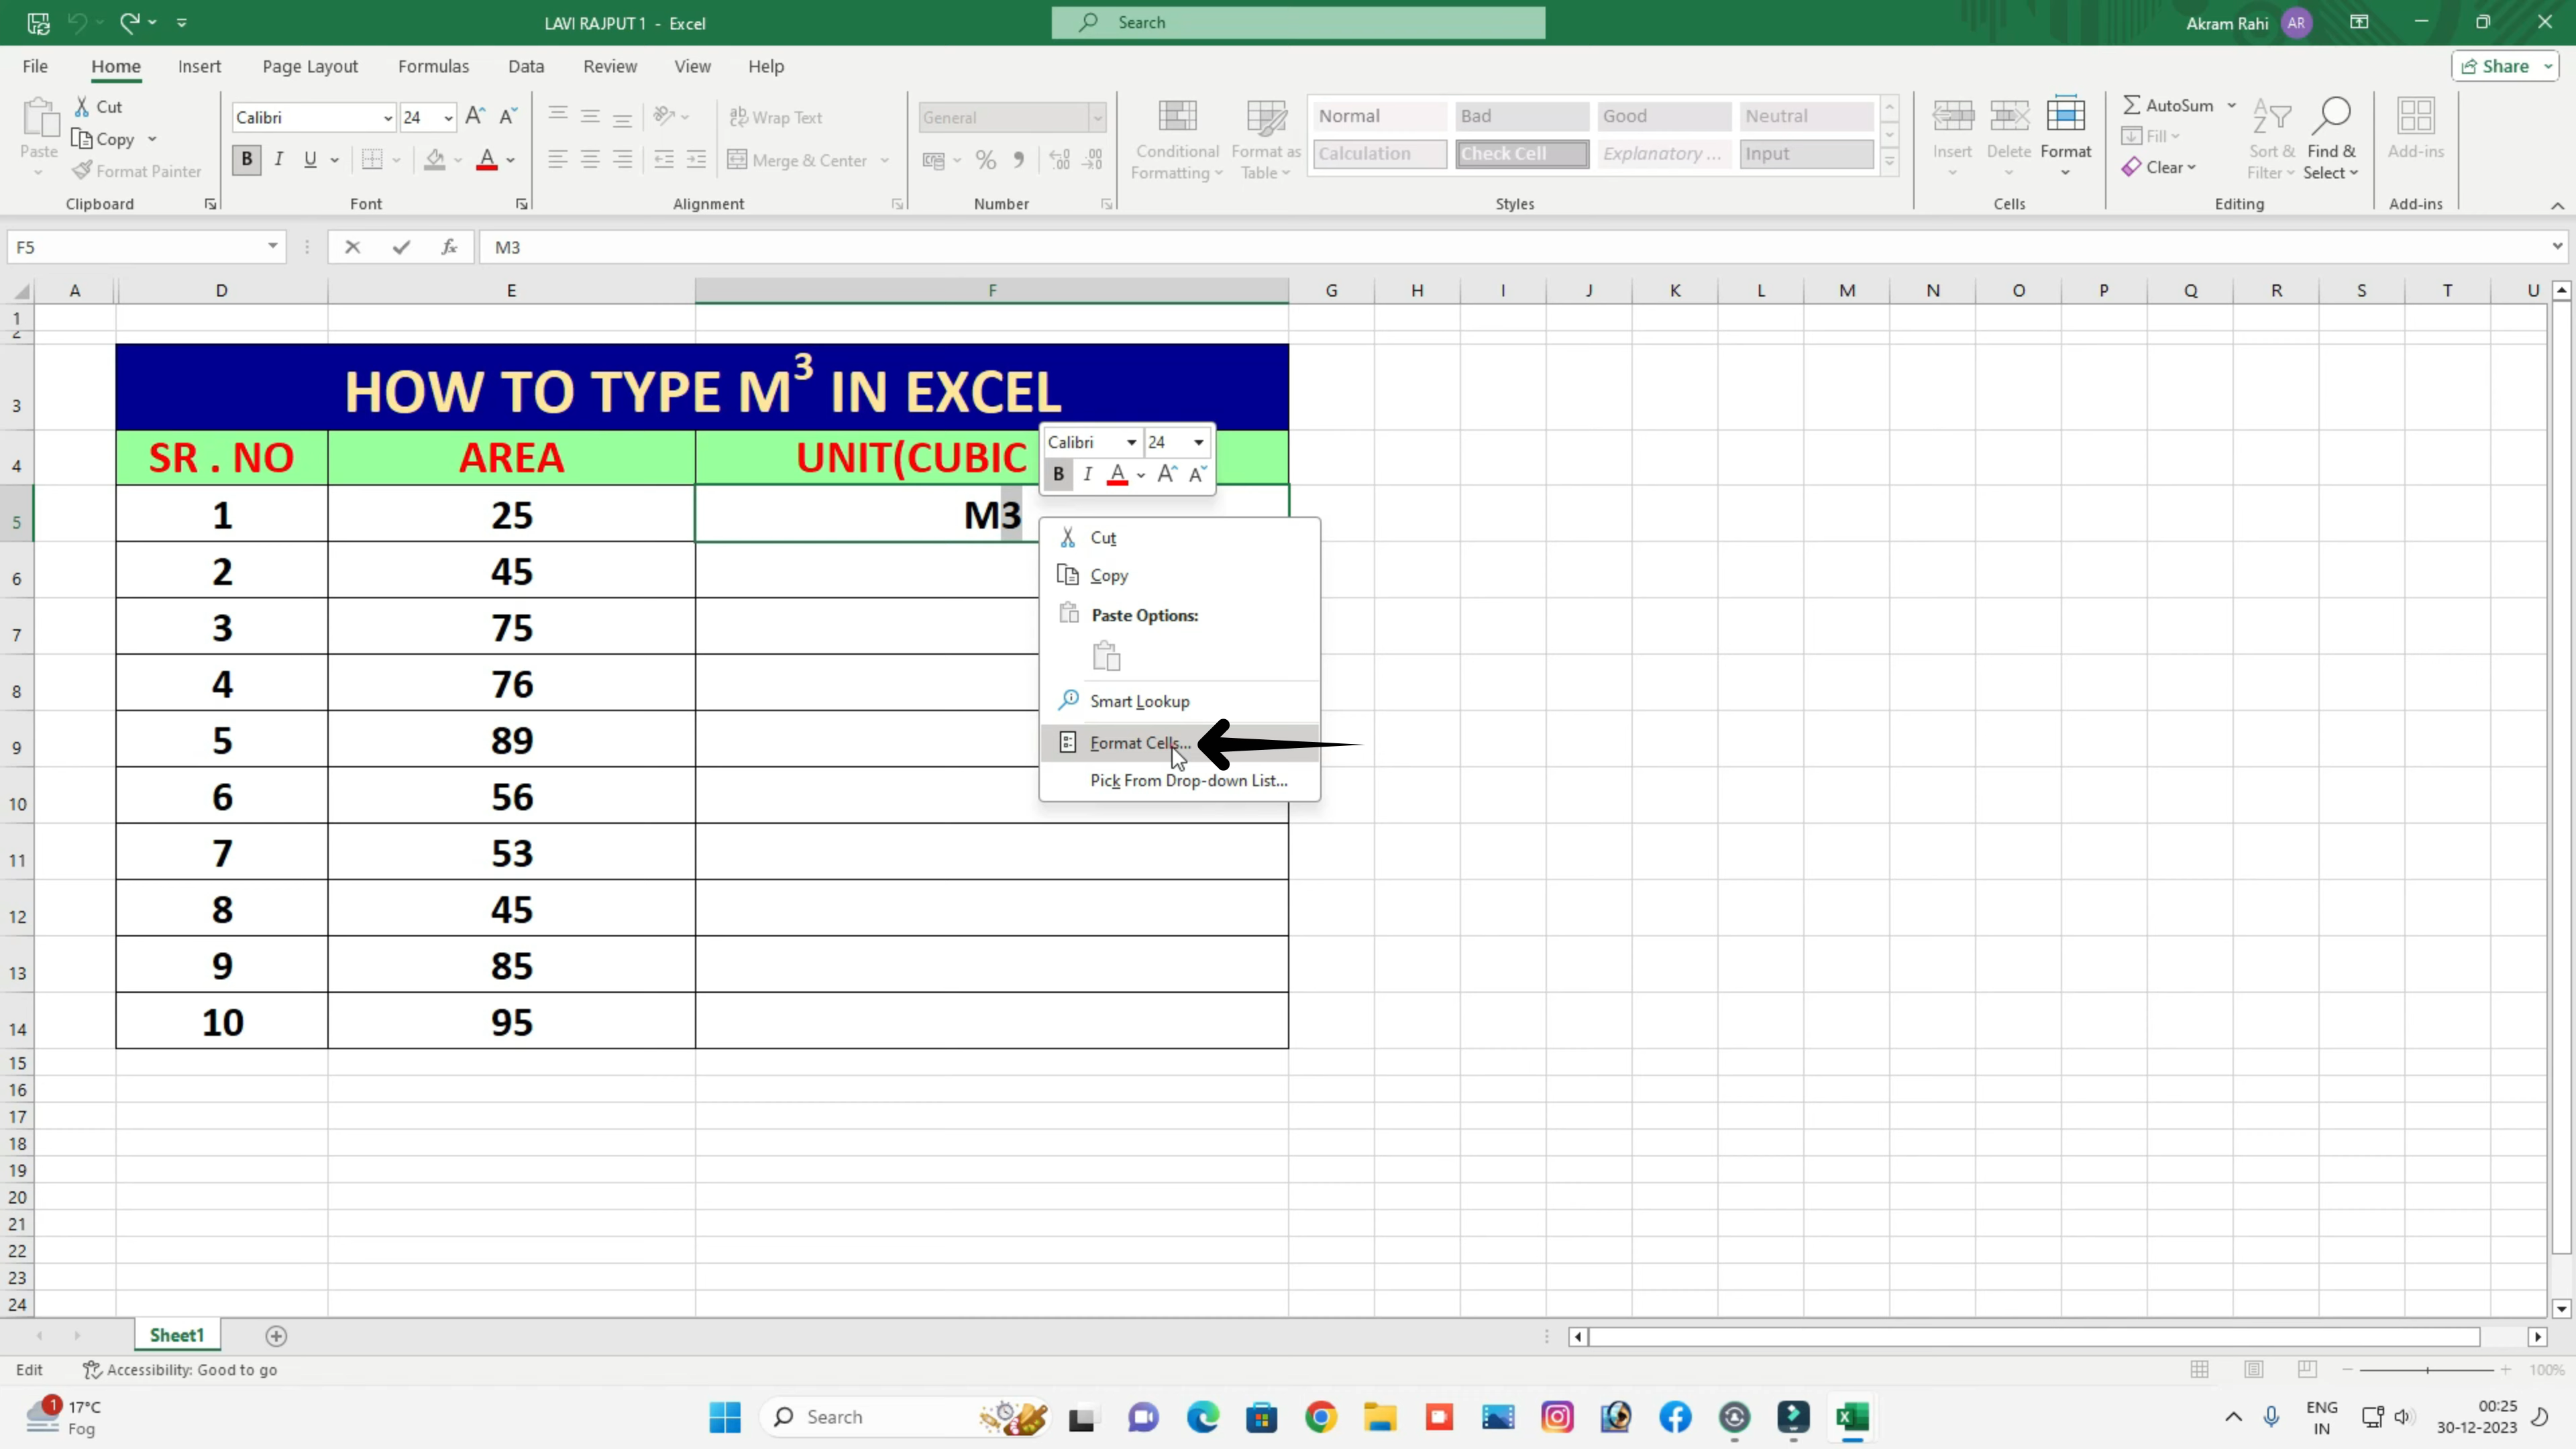 LAVI RAJPUT 1 - Excel
Search
Akram Rahi AR
File Home Insert Page Layout Formulas Data Review View Help
Share
Paste
Cut
Copy
Format Painter
Clipboard
Calibri 24
B I U
Font
Wrap Text
Merge & Center
Alignment
General
Number
Conditional Formatting
Format as Table
Normal Bad Good Neutral
Calculation Check Cell Explanatory ... Input
Styles
Insert Delete Format
Cells
AutoSum
Fill
Clear
Sort & Filter
Find & Select
Editing
Add-ins
Add-ins
F5 fx M3
A D E F G H I J K L M N O P Q R S T U
1
2
3 HOW TO TYPE M³ IN EXCEL
4 SR . NO AREA UNIT(CUBIC
5 1 25 M3
6 2 45
7 3 75
8 4 76
9 5 89
10 6 56
11 7 53
12 8 45
13 9 85
14 10 95
15
16
17
18
19
20
21
22
23
24
Calibri 24
B I A A A
Cut
Copy
Paste Options:
Smart Lookup
Format Cells...
Pick From Drop-down List...
Sheet1
Edit Accessibility: Good to go 100%
1 17°C
Fog
Search
ENG
IN
00:25
30-12-2023